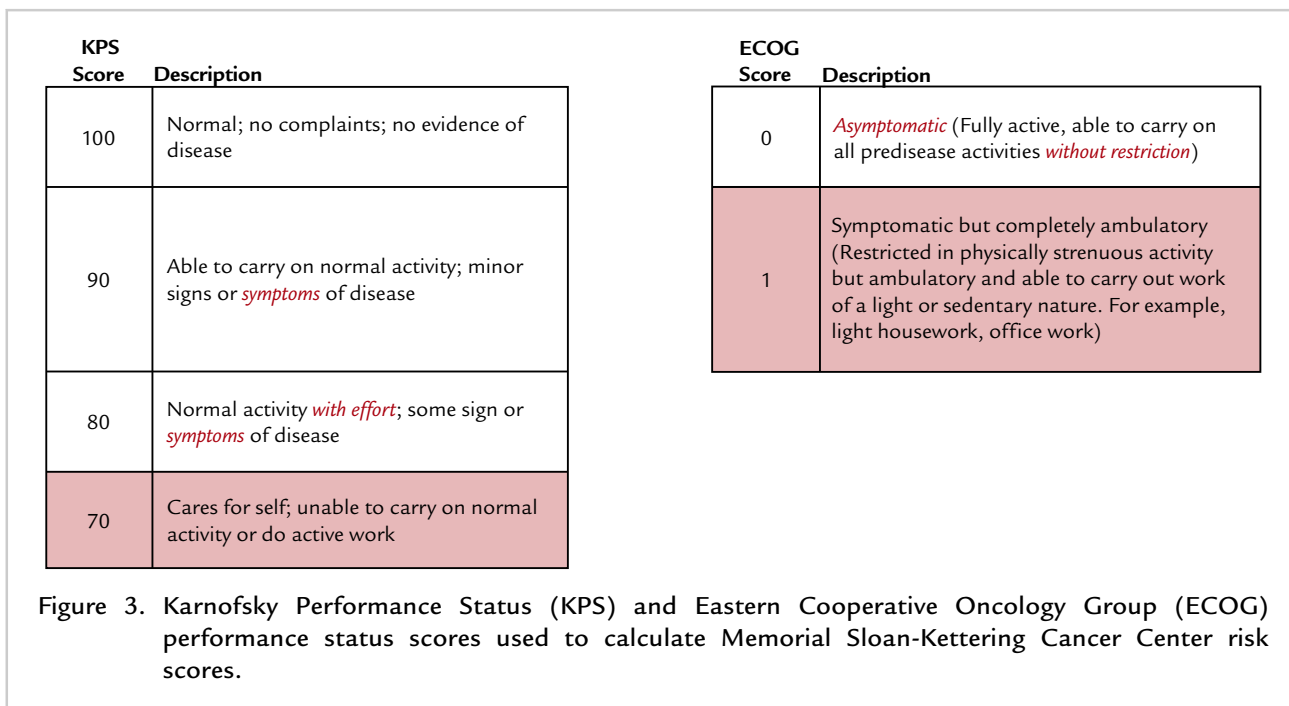 KPS
Score Description
100
Normal; no complaints; no evidence of
disease
90
Able to carry on normal activity; minor
signs or symptoms of disease
80
Normal activity with effort; some sign or
symptoms of disease
70
Cares for self; unable to carry on normal
activity or do active work
ECOG
Score Description
0
Asymptomatic (Fully active, able to carry on
all predisease activities without restriction)
1
Symptomatic but completely ambulatory
(Restricted in physically strenuous activity
but ambulatory and able to carry out work
of a light or sedentary nature. For example,
light housework, office work)
Figure 3. Karnofsky Performance Status (KPS) and Eastern Cooperative Oncology Group (ECOG)
performance status scores used to calculate Memorial Sloan-Kettering Cancer Center risk
scores.